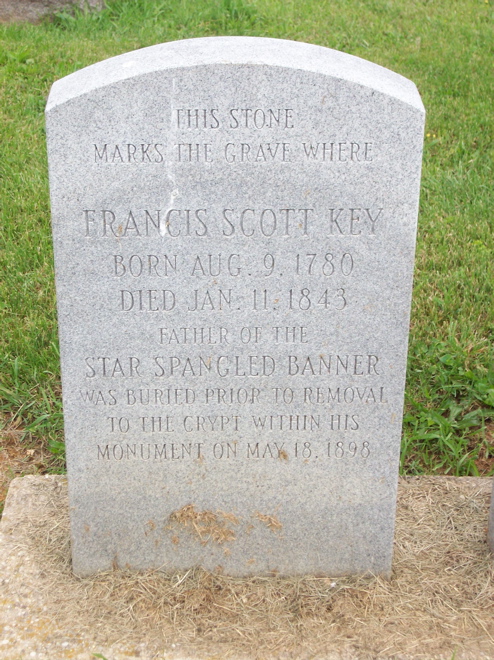 THIS STONE
MARKS THE GRAVE WHERE
FRANCIS SCOTT KEY
BORN AUG. 9. 1780
DIED JAN. 11. 1843
FATHER OF THE
STAR SPANGLED BANNER
WAS BURIED PRIOR TO REMOVAL
TO THE CRYPT WITHIN HIS
MONUMENT ON MAY 18. 1898